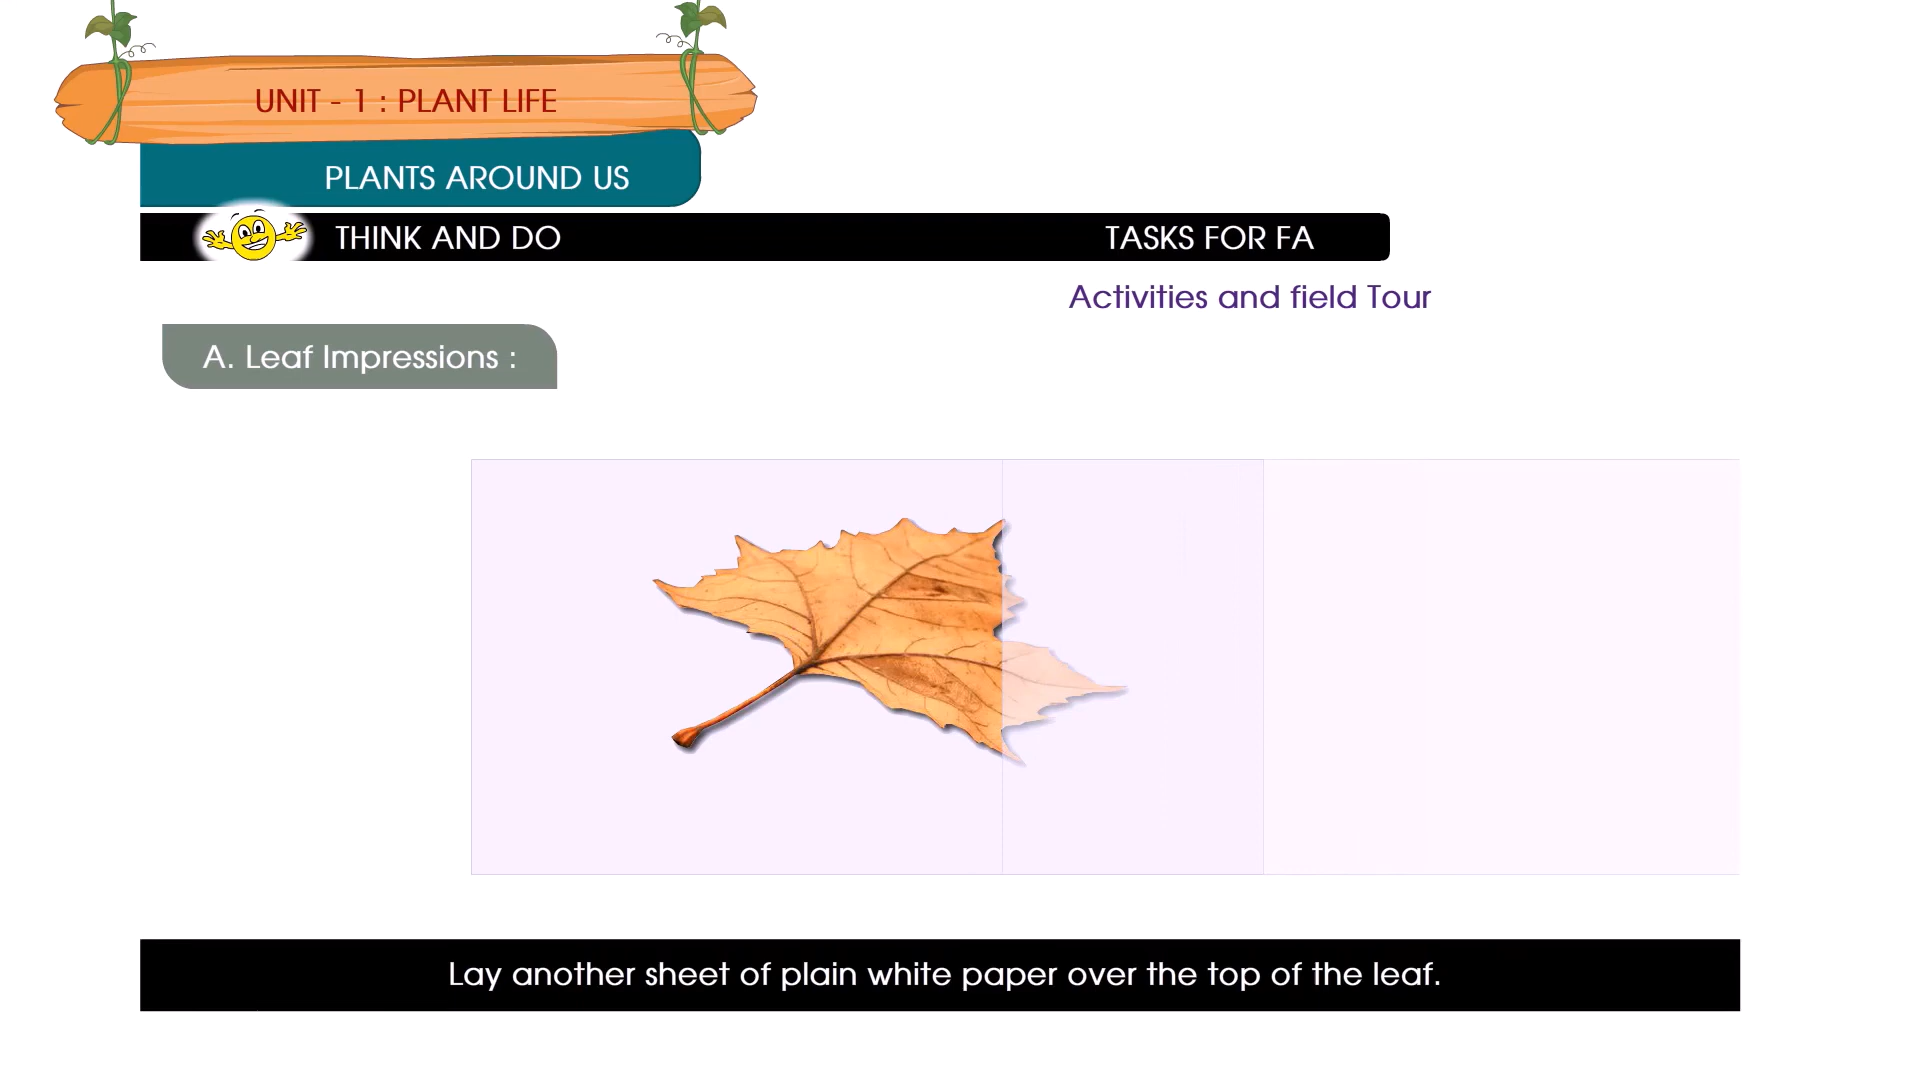 UNIT - 1 : PLANT LIFE
PLANTS AROUND US
THINK AND DO
TASKS FOR FA
Activities and field Tour
A. Leaf Impressions :
Lay another sheet of plain white paper over the top of the leaf.